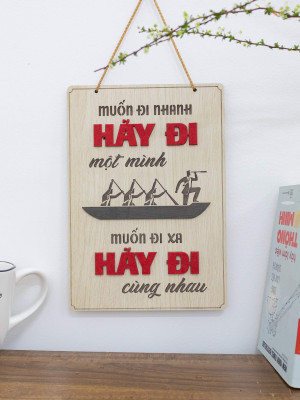 MUỐN ĐI NHANH
HÃY ĐI
một mình
MUỐN ĐI XA
HÃY ĐI
cùng nhau